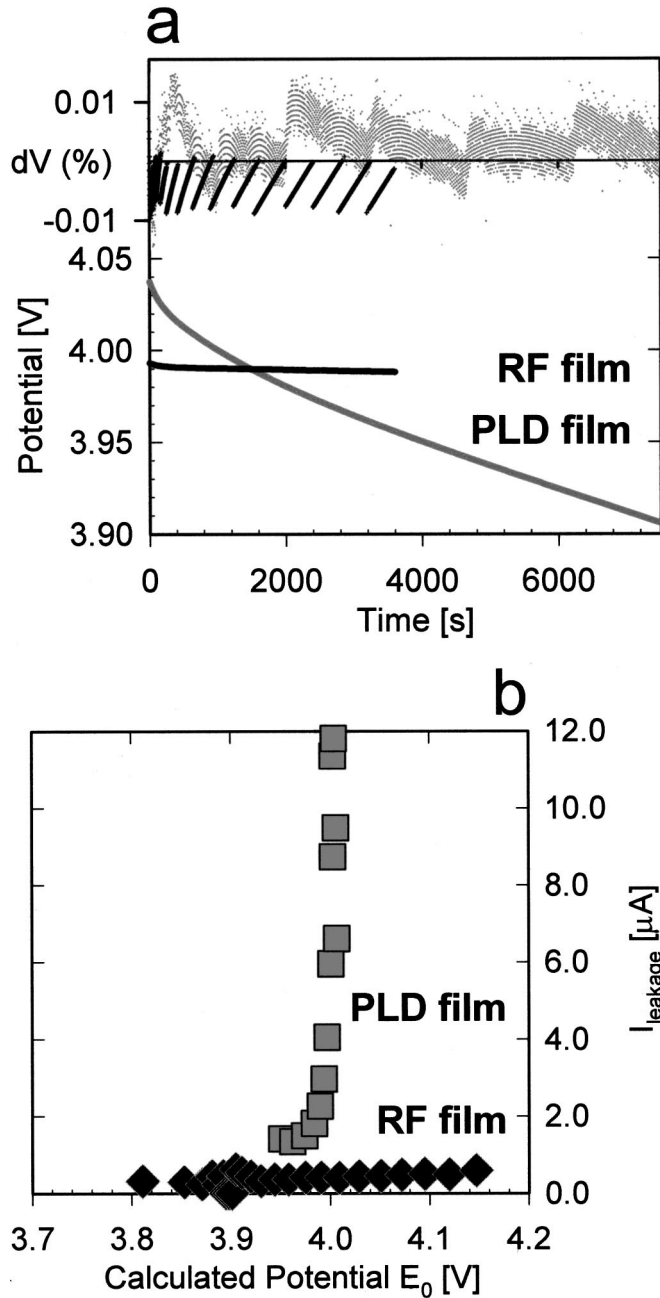 a
0.01
dV (%)
-0.01
4.05
4.00
3.95
3.90
Potential [V]
RF film
PLD film
0 2000 4000 6000
Time [s]
b
12.0
10.0
8.0
6.0
4.0
2.0
0.0
I leakage [μA]
PLD film
RF film
3.7 3.8 3.9 4.0 4.1 4.2
Calculated Potential E0 [V]